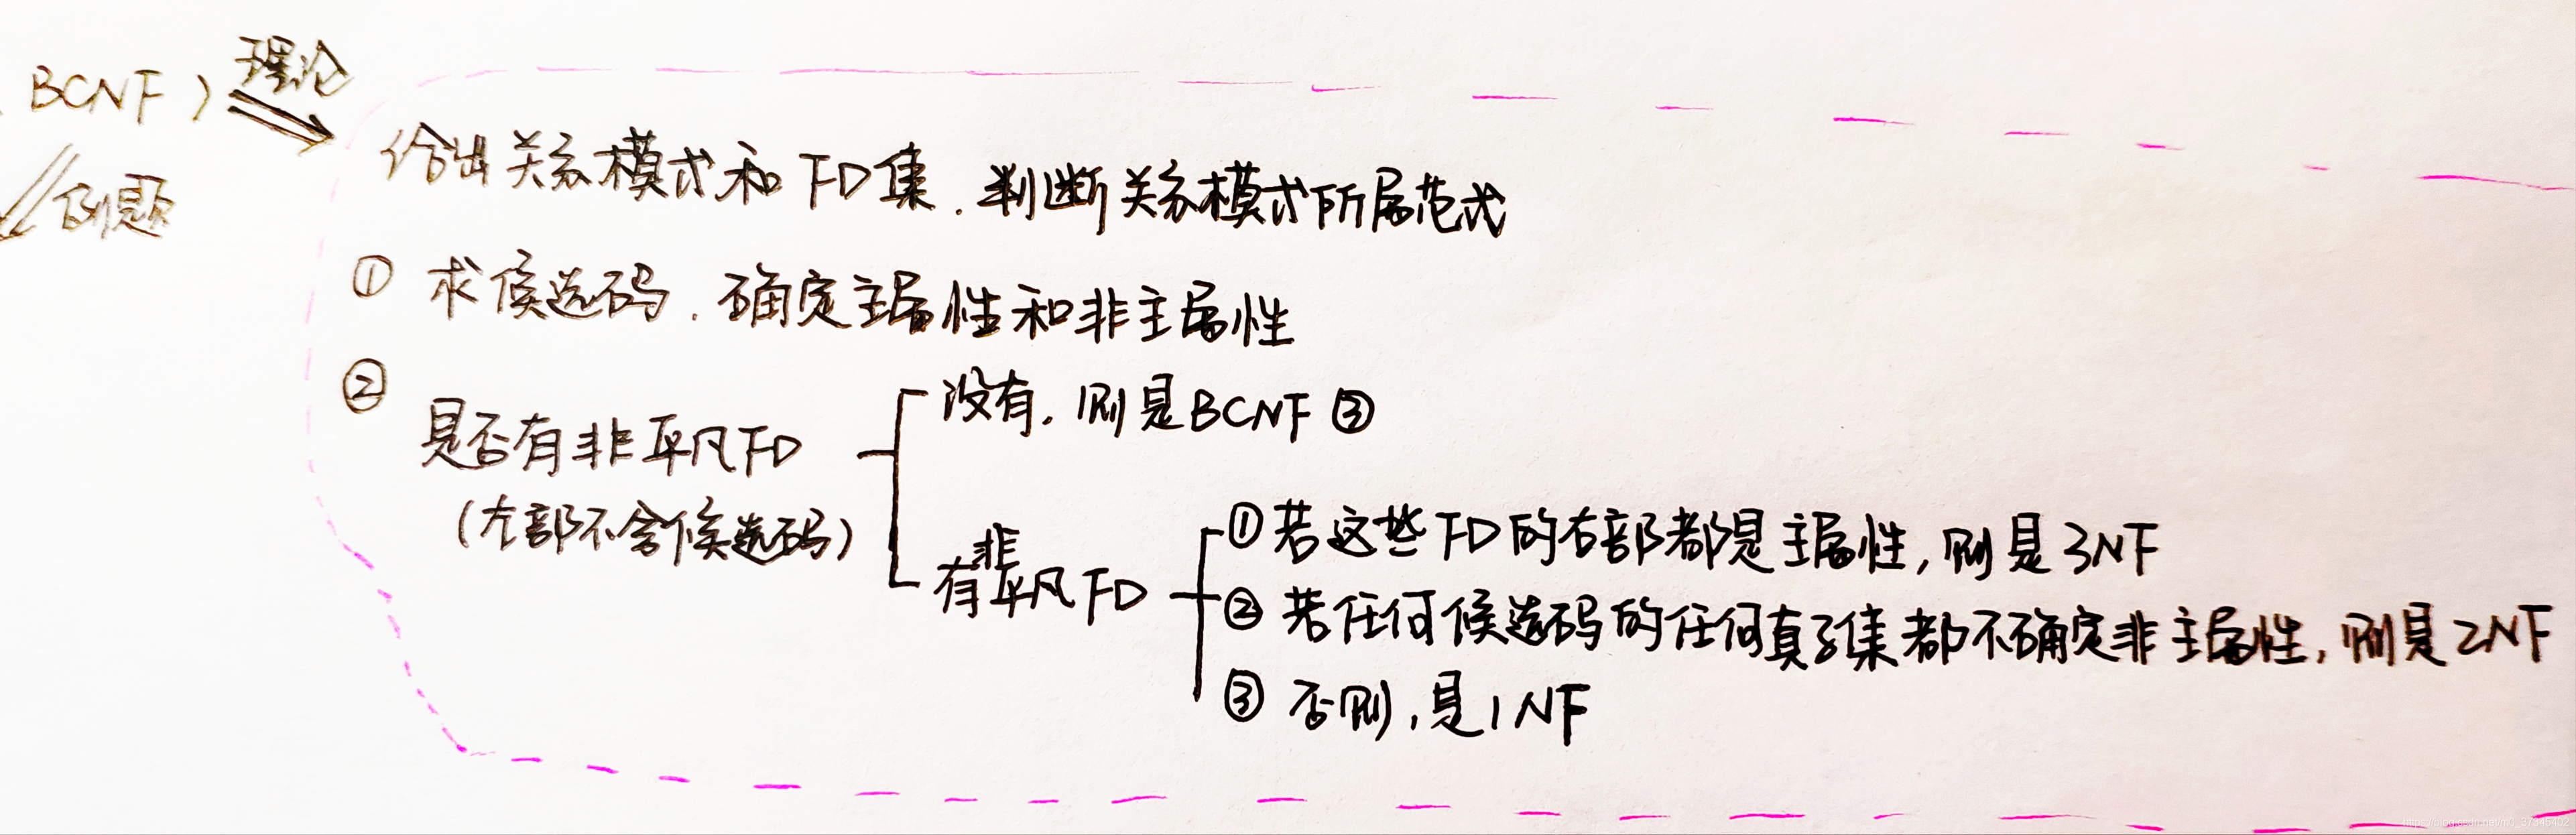 BCNF）
理论
例题
给出关系模式和FD集，判断关系模式所属范式
① 求候选码，确定主属性和非主属性
②
是否有非平凡FD
（左部不含候选码）
没有，则是BCNF ③
有非平凡FD
① 若这些FD的右部都是主属性，则是3NF
② 若任何候选码的任何真子集都不确定非主属性，则是2NF
③ 否则，是1NF